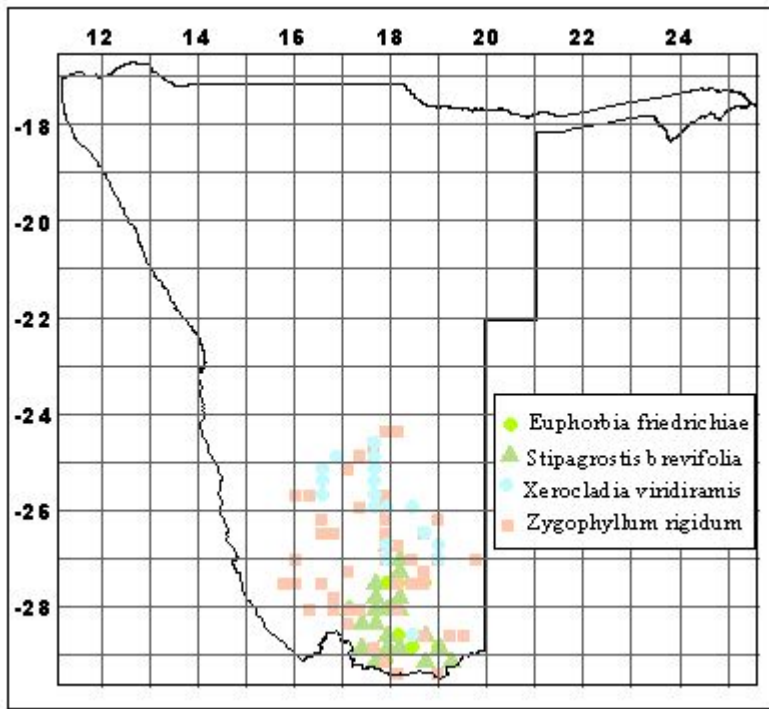 12 14 16 18 20 22 24
-18
-20
-22
-24
-26
-28
Euphorbia friedrichiae
Stipagrostis brevifolia
Xerocladia viridiramis
Zygophyllum rigidum